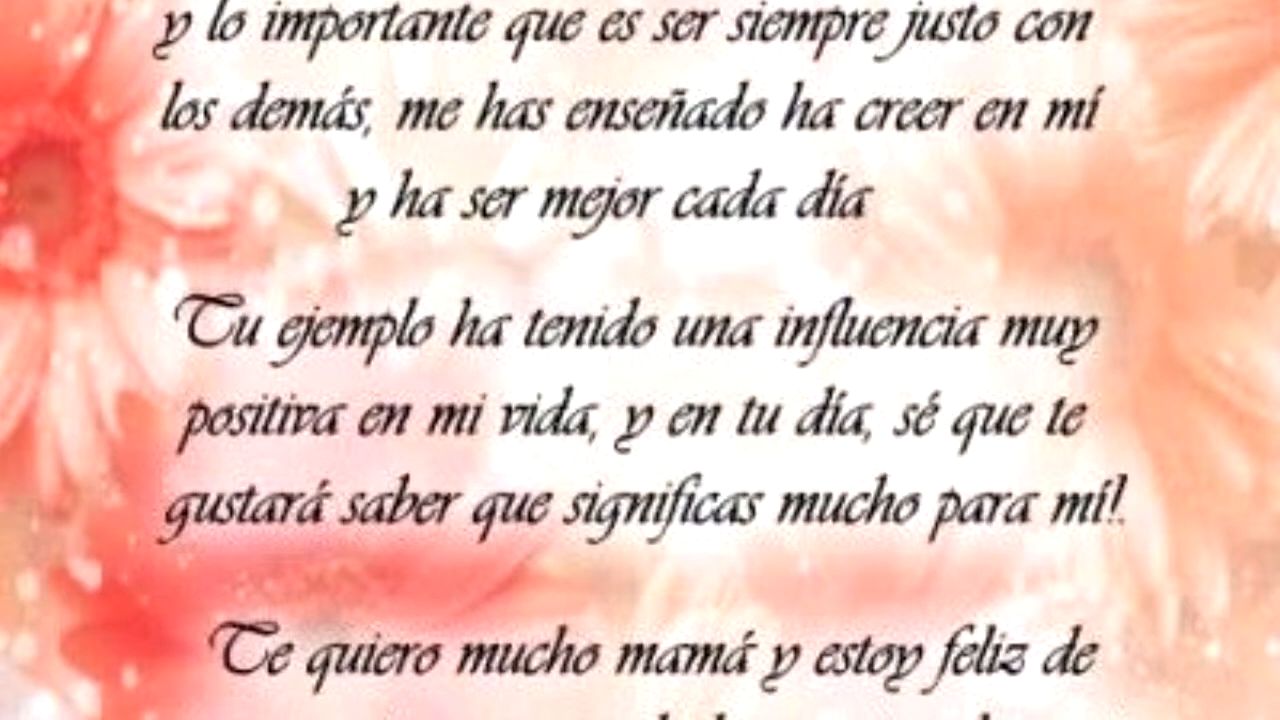 y lo importante que es ser siempre justo con
los demás, me has enseñado ha creer en mí
y ha ser mejor cada día
Tu ejemplo ha tenido una influencia muy
positiva en mi vida, y en tu día, sé que te
gustará saber que significas mucho para mí!.
Te quiero mucho mamá y estoy feliz de